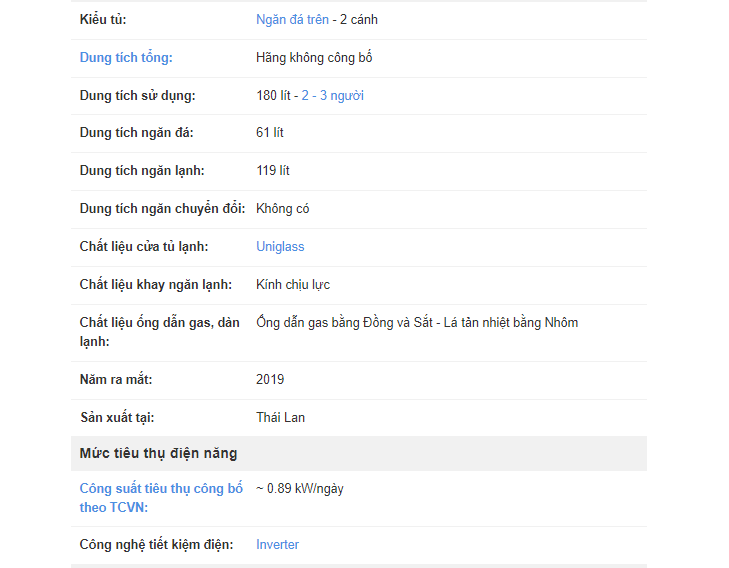 Kiểu tủ: Ngăn đá trên - 2 cánh
Dung tích tổng: Hãng không công bố
Dung tích sử dụng: 180 lít - 2 - 3 người
Dung tích ngăn đá: 61 lít
Dung tích ngăn lạnh: 119 lít
Dung tích ngăn chuyển đổi: Không có
Chất liệu cửa tủ lạnh: Uniglass
Chất liệu khay ngăn lạnh: Kính chịu lực
Chất liệu ống dẫn gas, dàn Ống dẫn gas bằng Đồng và Sắt - Lá tản nhiệt bằng Nhôm
lạnh:
Năm ra mắt: 2019
Sản xuất tại: Thái Lan
Mức tiêu thụ điện năng
Công suất tiêu thụ công bố ~ 0.89 kW/ngày
theo TCVN:
Công nghệ tiết kiệm điện: Inverter